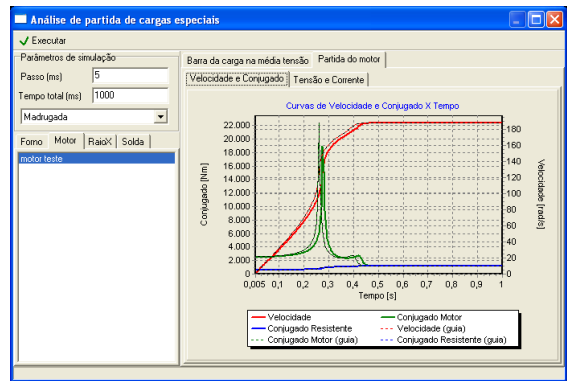 Análise de partida de cargas especiais
Executar
Parâmetros de simulação
Passo (ms) 5
Tempo total (ms) 1000
Madrugada
Forno Motor RaioX Solda
motor teste
Barra da carga na média tensão Partida do motor
Velocidade e Conjugado Tensão e Corrente
Curvas de Velocidade e Conjugado X Tempo
Conjugado [Nm]
22.000
20.000
18.000
16.000
14.000
12.000
10.000
8.000
6.000
4.000
2.000
0
180
160
140
120
100
80
60
40
20
0
Velocidade [rad/s]
0,005 0,1 0,2 0,3 0,4 0,5 0,6 0,7 0,8 0,9 1
Tempo [s]
Velocidade Conjugado Motor
Conjugado Resistente Velocidade (guia)
Conjugado Motor (guia) Conjugado Resistente (guia)